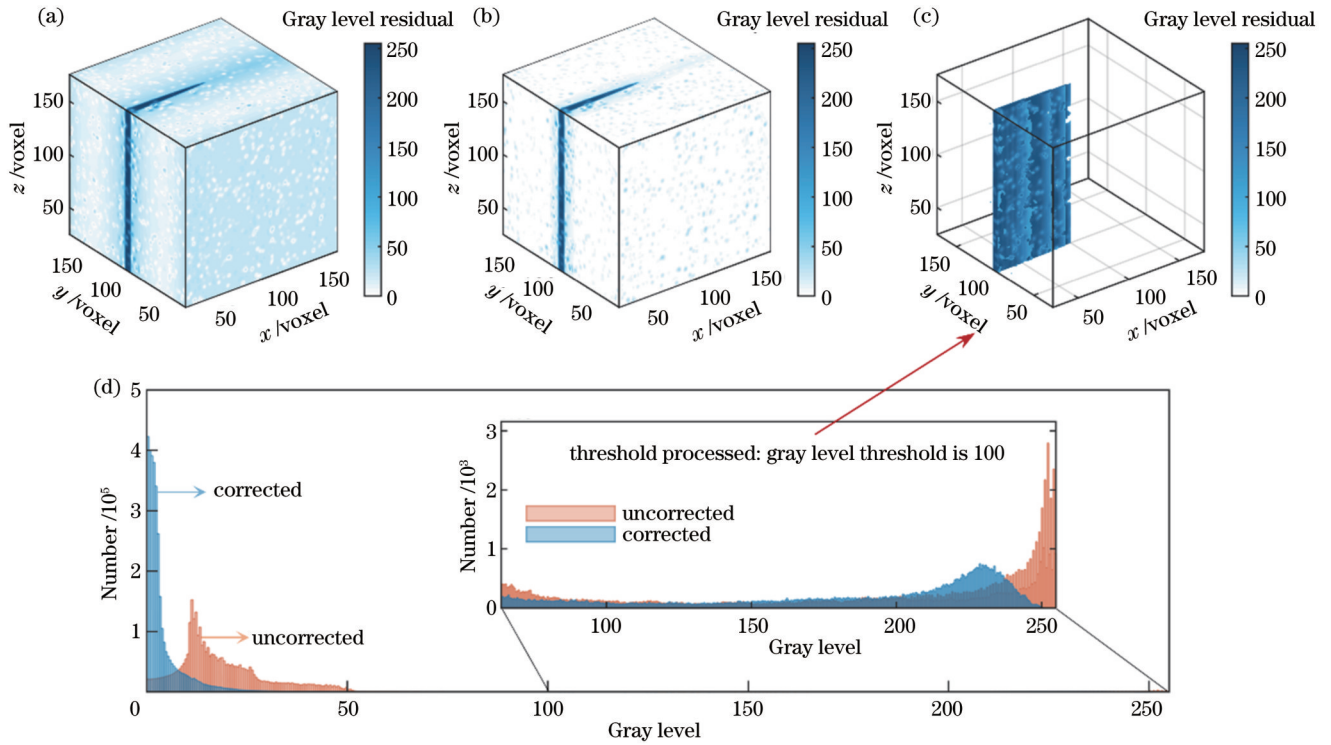 (a)
Gray level residual
250
200
150
100
50
0
z /voxel
150
100
50
y /voxel
150
100
50
x /voxel
50
100
150
(b)
Gray level residual
250
200
150
100
50
0
z /voxel
150
100
50
y /voxel
150
100
50
x /voxel
50
100
150
(c)
Gray level residual
250
200
150
100
50
0
z /voxel
150
100
50
y /voxel
150
100
50
x /voxel
50
100
150
(d)
Number /10⁵
5
4
3
2
1
corrected
uncorrected
0 50 100 150 200 250
Gray level
Number /10³
3
2
1
0
threshold processed: gray level threshold is 100
uncorrected
corrected
100 150 200 250
Gray level